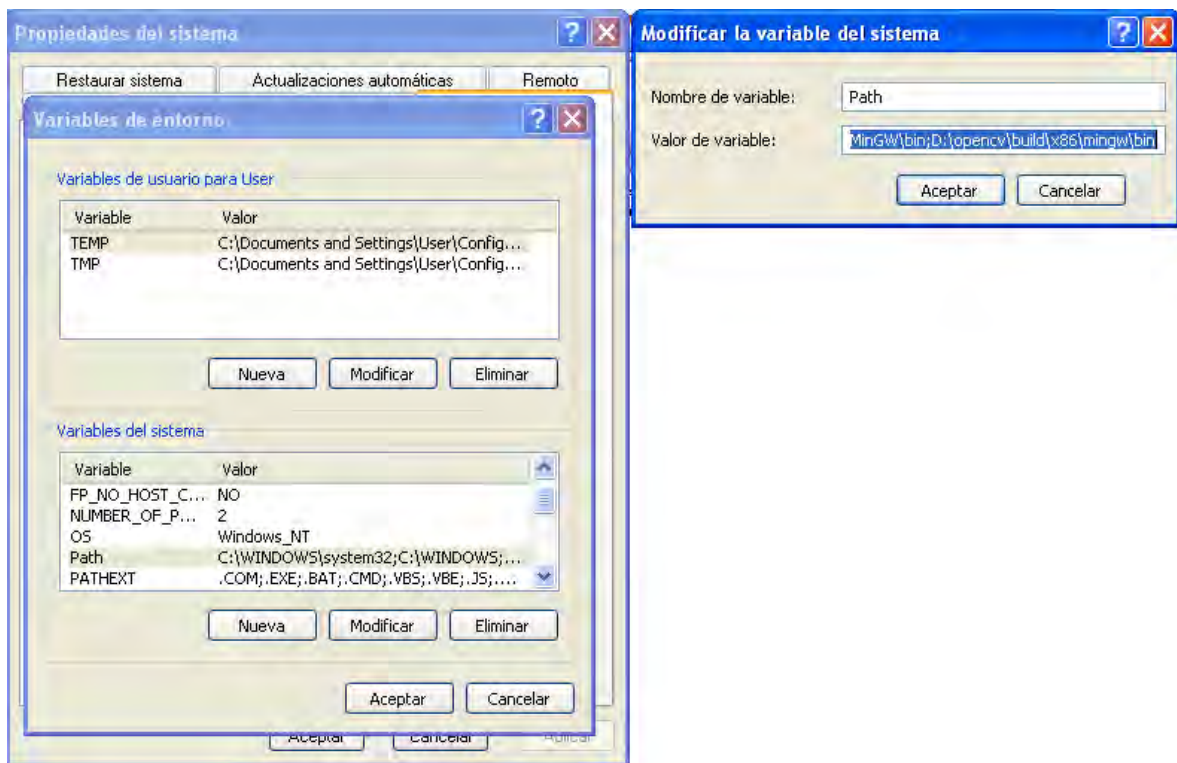 Propiedades del sistema
Restaurar sistema Actualizaciones automáticas Remoto
Variables de entorno
Variables de usuario para User
Variable Valor
TEMP C:\Documents and Settings\User\Config...
TMP C:\Documents and Settings\User\Config...
Nueva Modificar Eliminar
Variables del sistema
Variable Valor
FP_NO_HOST_C... NO
NUMBER_OF_P... 2
OS Windows_NT
Path C:\WINDOWS\system32;C:\WINDOWS;...
PATHEXT .COM;.EXE;.BAT;.CMD;.VBS;.VBE;.JS;....
Nueva Modificar Eliminar
Aceptar Cancelar
Aceptar Cancelar Aplicar
Modificar la variable del sistema
Nombre de variable: Path
Valor de variable: MinGW\bin;D:\opencv\build\x86\mingw\bin
Aceptar Cancelar